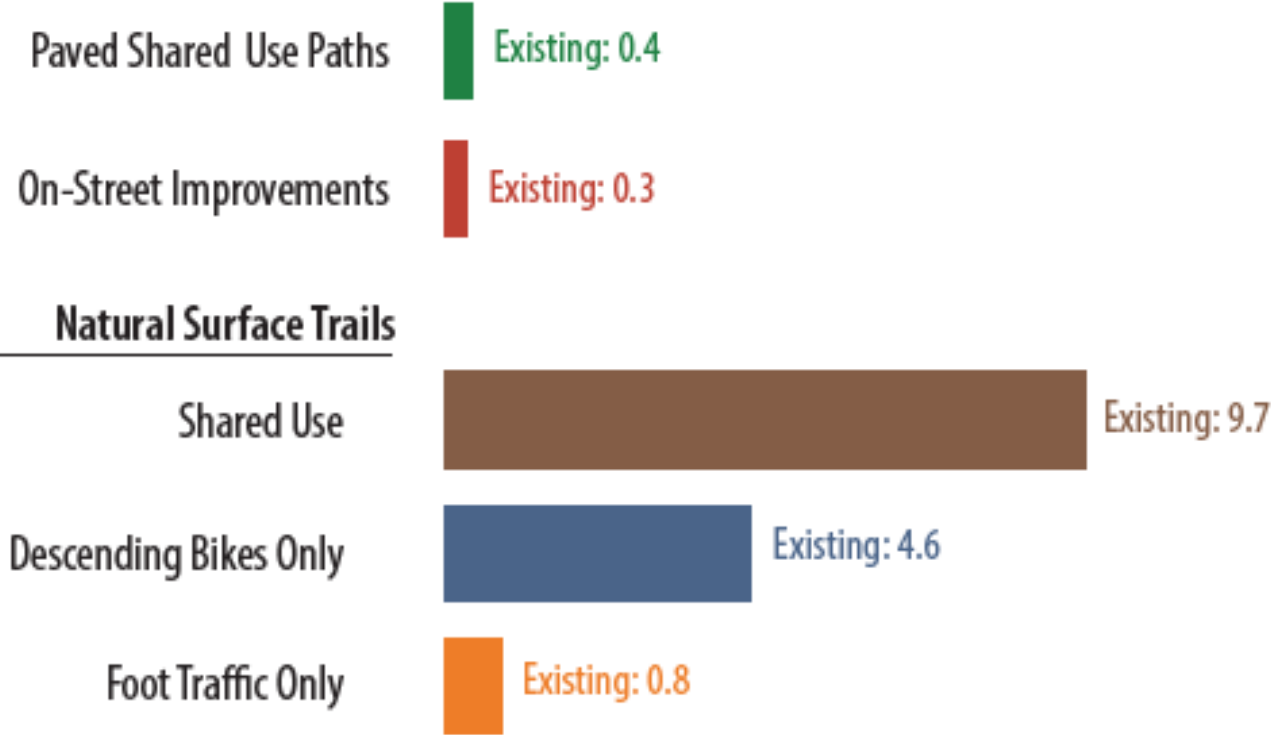 Paved Shared Use Paths Existing: 0.4
On-Street Improvements Existing: 0.3
Natural Surface Trails
Shared Use Existing: 9.7
Descending Bikes Only Existing: 4.6
Foot Traffic Only Existing: 0.8